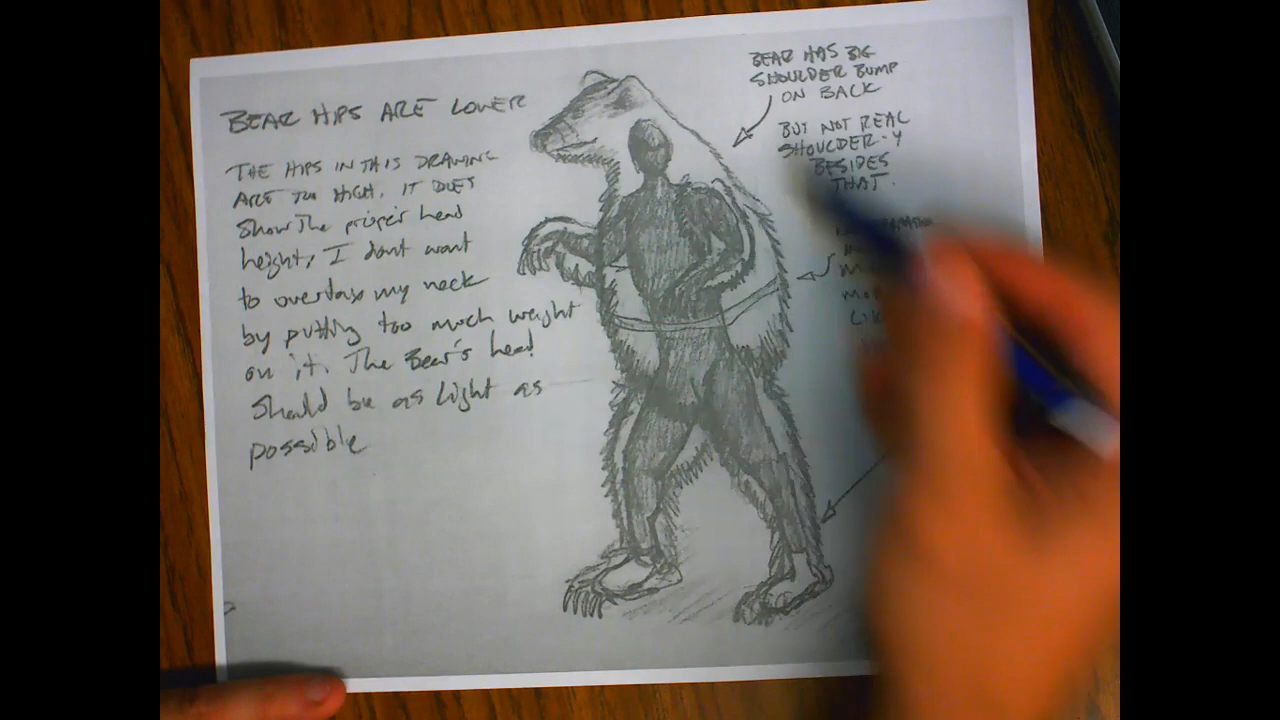 BEAR HIPS ARE LOWER
THE HIPS IN THIS DRAWING
ARE TOO HIGH. IT DOES
Show The proper head
height, I dont want
to overtax my neck
by putting too much weight
on it. The Bear's head
should be as light as
possible
BEAR HAS BIG
SHOULDER BUMP
ON BACK
BUT NOT REAL
SHOULDER-Y
BESIDES
THAT.